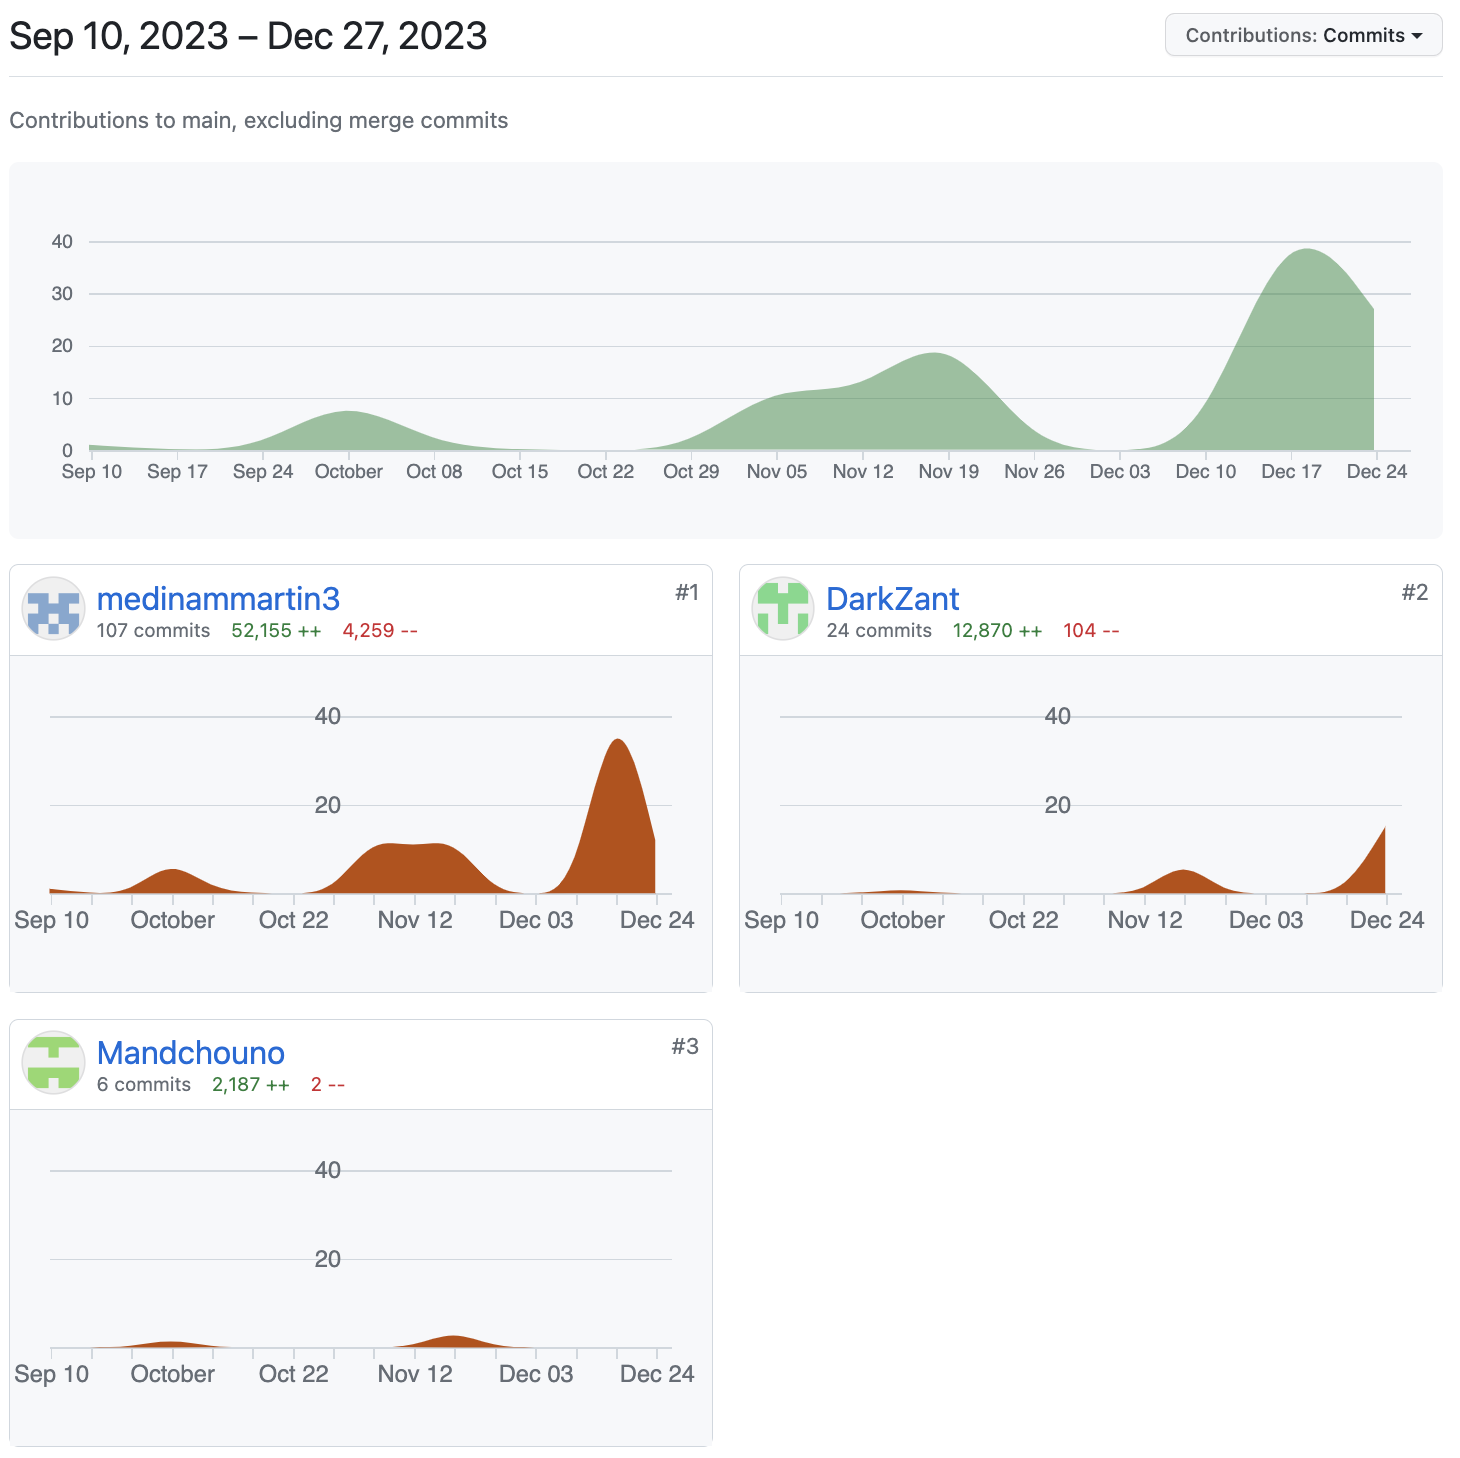 Sep 10, 2023 – Dec 27, 2023
Contributions: Commits
Contributions to main, excluding merge commits
40
30
20
10
0
Sep 10 Sep 17 Sep 24 October Oct 08 Oct 15 Oct 22 Oct 29 Nov 05 Nov 12 Nov 19 Nov 26 Dec 03 Dec 10 Dec 17 Dec 24
medinammartin3 #1
107 commits 52,155 ++ 4,259 --
40
20
Sep 10 October Oct 22 Nov 12 Dec 03 Dec 24
DarkZant #2
24 commits 12,870 ++ 104 --
40
20
Sep 10 October Oct 22 Nov 12 Dec 03 Dec 24
Mandchouno #3
6 commits 2,187 ++ 2 --
40
20
Sep 10 October Oct 22 Nov 12 Dec 03 Dec 24